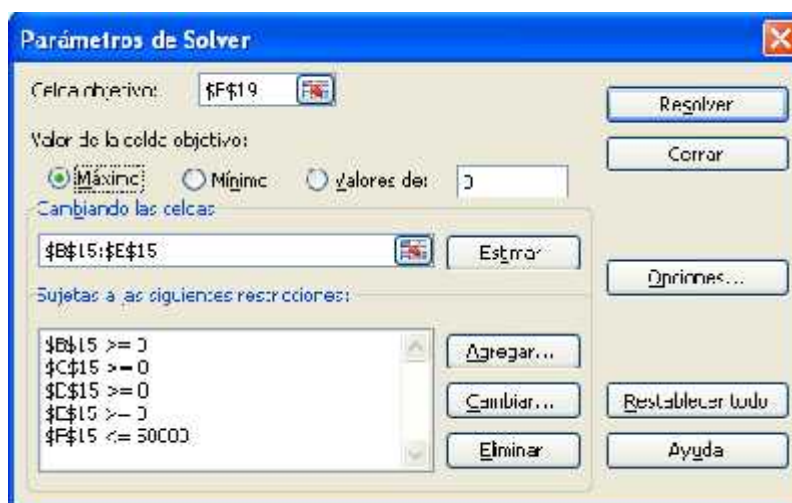 Parámetros de Solver
Celda objetivo: $F$19
Resolver
Valor de la celda objetivo:
Cerrar
Máximo Mínimo Valores de: 0
Cambiando las celdas
$B$15:$E$15 Estimar
Opciones...
Sujetas a las siguientes restricciones:
$B$15 >= 0
$C$15 >= 0
$D$15 >= 0
$E$15 >= 0
$F$15 <=
Agregar...
Cambiar...
Restablecer todo
Eliminar
Ayuda